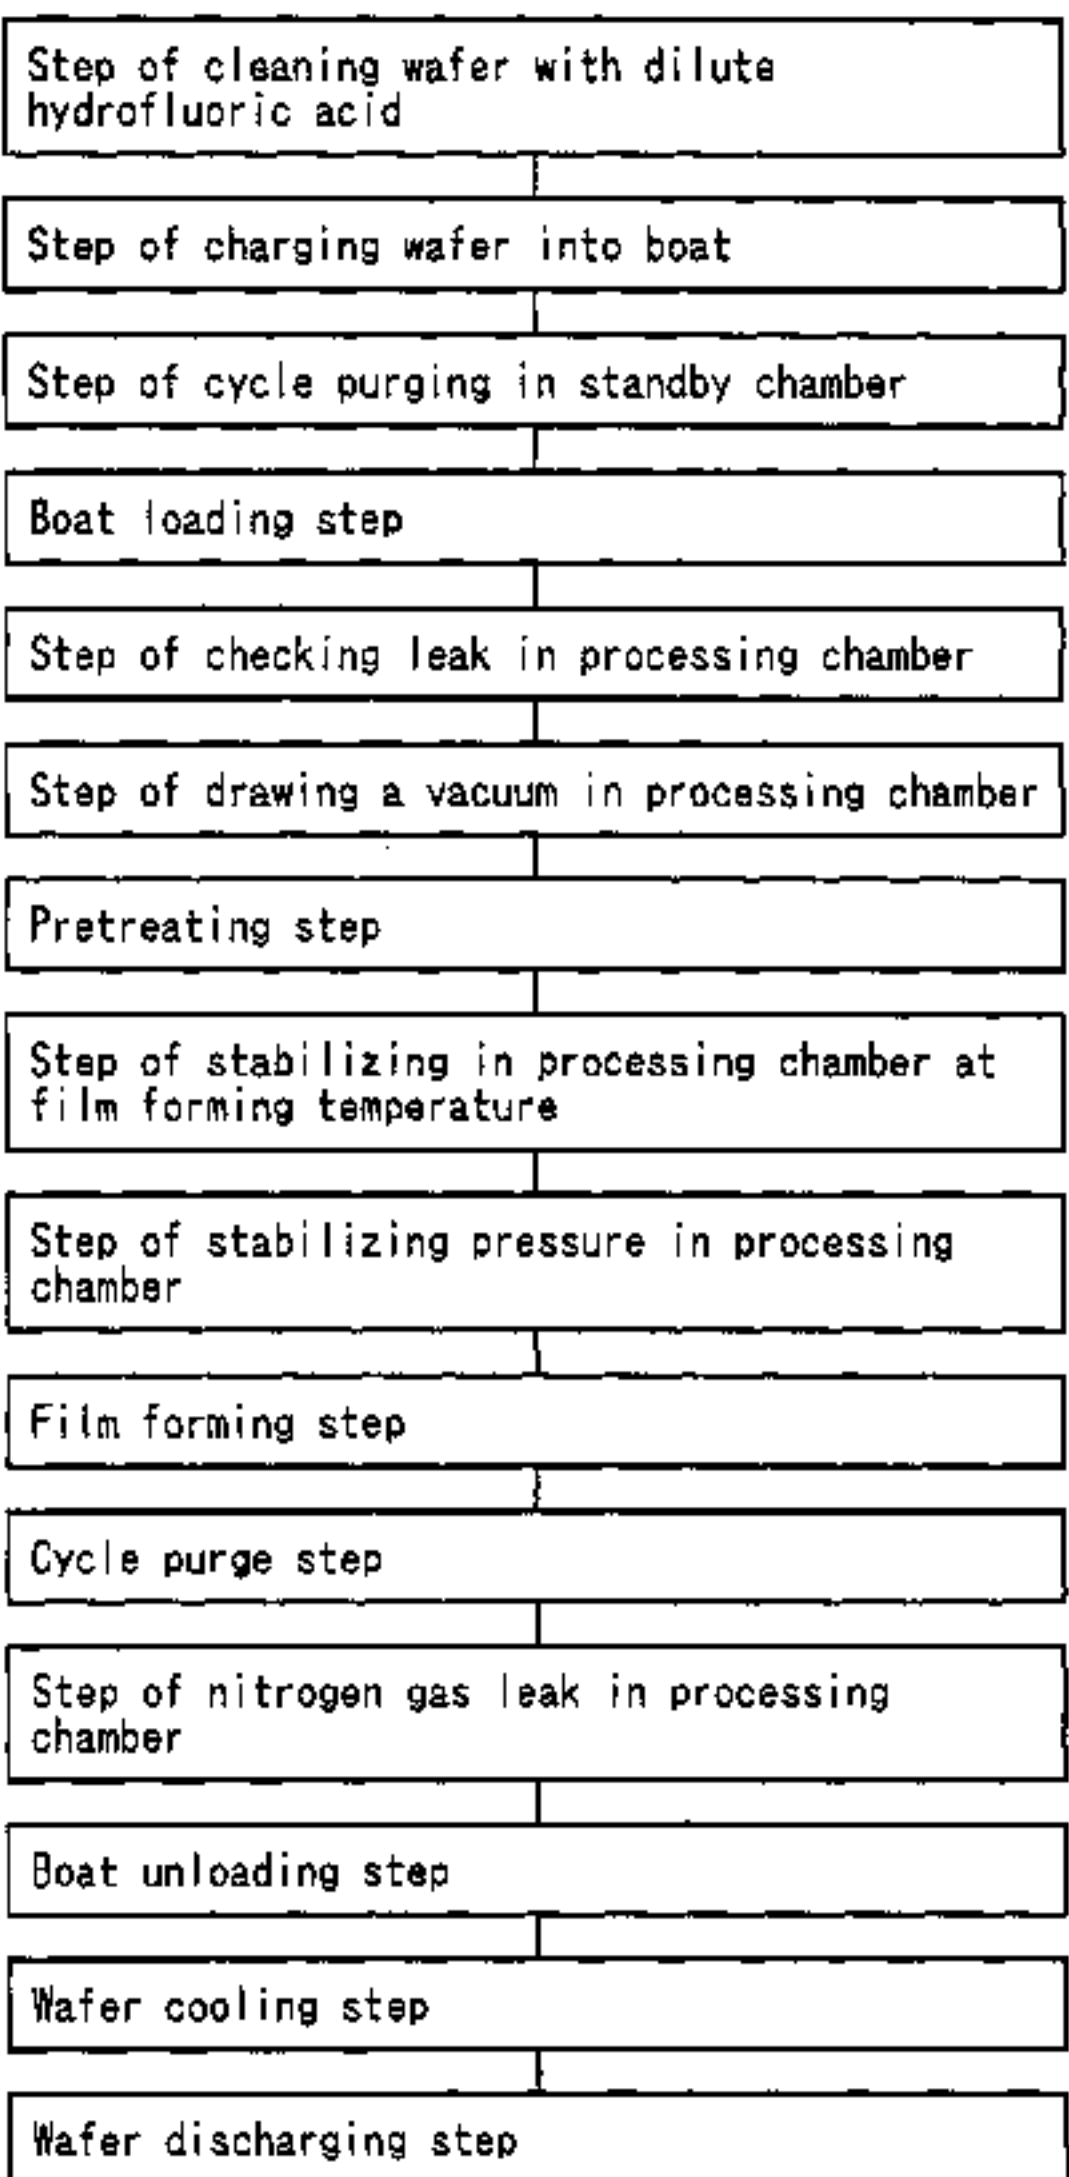 Step of cleaning wafer with dilute
hydrofluoric acid
Step of charging wafer into boat
Step of cycle purging in standby chamber
Boat loading step
Step of checking leak in processing chamber
Step of drawing a vacuum in processing chamber
Pretreating step
Step of stabilizing in processing chamber at
film forming temperature
Step of stabilizing pressure in processing
chamber
Film forming step
Cycle purge step
Step of nitrogen gas leak in processing
chamber
Boat unloading step
Wafer cooling step
Wafer discharging step